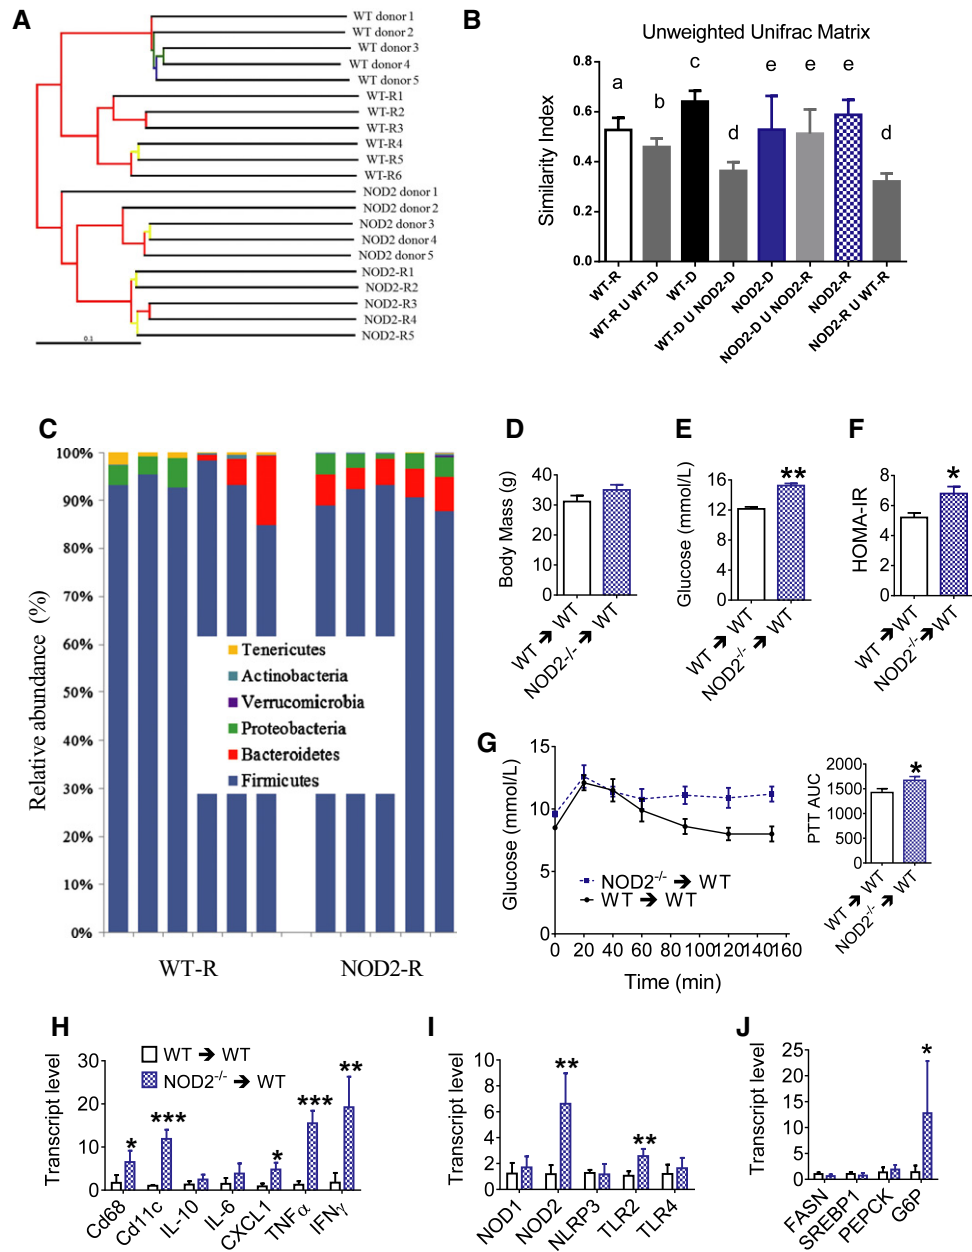 A
WT donor 1
WT donor 2
WT donor 3
WT donor 4
WT donor 5
WT-R1
WT-R2
WT-R3
WT-R4
WT-R5
WT-R6
NOD2 donor 1
NOD2 donor 2
NOD2 donor 3
NOD2 donor 4
NOD2 donor 5
NOD2-R1
NOD2-R2
NOD2-R3
NOD2-R4
NOD2-R5
0.1
B
Unweighted Unifrac Matrix
Similarity Index
0.8
0.6
0.4
0.2
0.0
a
b
c
d
e
e
e
d
WT-R
WT-R U WT-D
WT-D
WT-D U NOD2-D
NOD2-D
NOD2-D U NOD2-R
NOD2-R
NOD2-R U WT-R
C
Relative abundance (%)
100%
90%
80%
70%
60%
50%
40%
30%
20%
10%
0%
Tenericutes
Actinobacteria
Verrucomicrobia
Proteobacteria
Bacteroidetes
Firmicutes
WT-R
NOD2-R
D
Body Mass (g)
40
30
20
10
0
WT ➔ WT
NOD2-/- ➔ WT
E
Glucose (mmol/L)
16
12
8
4
0
**
WT ➔ WT
NOD2-/- ➔ WT
F
HOMA-IR
8
6
4
2
0
*
WT ➔ WT
NOD2-/- ➔ WT
G
Glucose (mmol/L)
15
10
5
0
NOD2-/- ➔ WT
WT ➔ WT
0 20 40 60 80 100 120 140 160
Time (min)
PTT AUC
2000
1500
1000
500
0
*
WT ➔ WT
NOD2-/- ➔ WT
H
WT ➔ WT
NOD2-/- ➔ WT
Transcript level
30
20
10
0
*
***
*
***
**
Cd68
Cd11c
IL-10
IL-6
CXCL1
TNFα
IFNγ
I
Transcript level
10
8
6
4
2
0
**
**
NOD1
NOD2
NLRP3
TLR2
TLR4
J
Transcript level
25
20
15
10
5
0
*
FASN
SREBP1
PEPCK
G6P